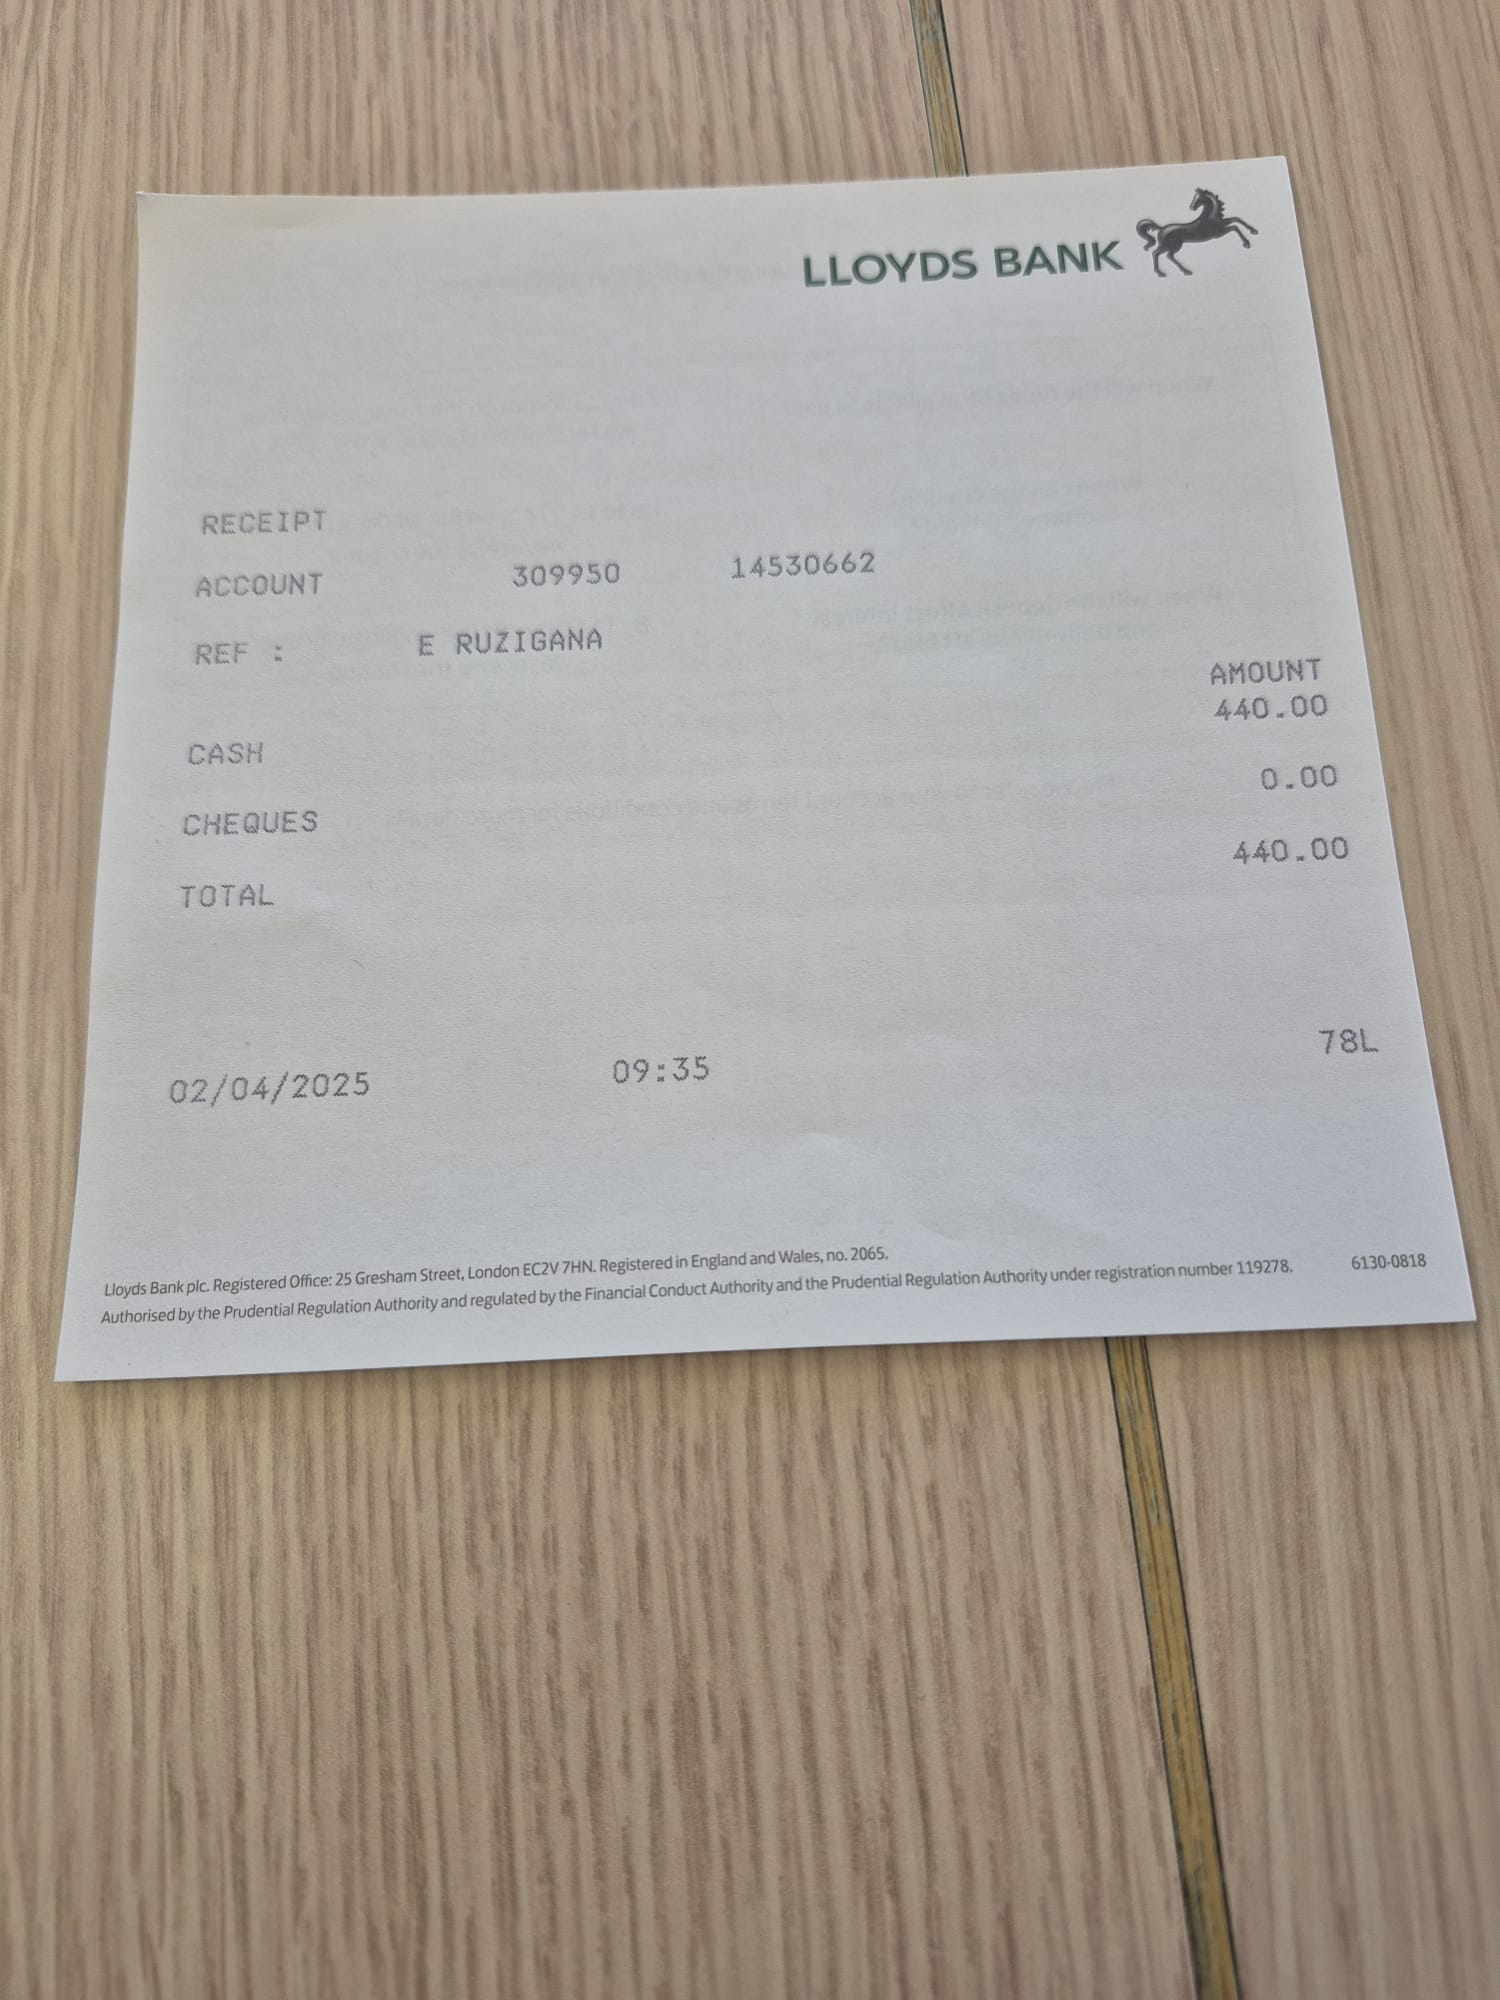 LLOYDS BANK
RECEIPT
ACCOUNT 309950 14530662
REF : E RUZIGANA
AMOUNT
CASH 440.00
CHEQUES 0.00
TOTAL 440.00
02/04/2025 09:35 78L
Lloyds Bank plc. Registered Office: 25 Gresham Street, London EC2V 7HN. Registered in England and Wales, no. 2065.
Authorised by the Prudential Regulation Authority and regulated by the Financial Conduct Authority and the Prudential Regulation Authority under registration number 119278. 6130-0818